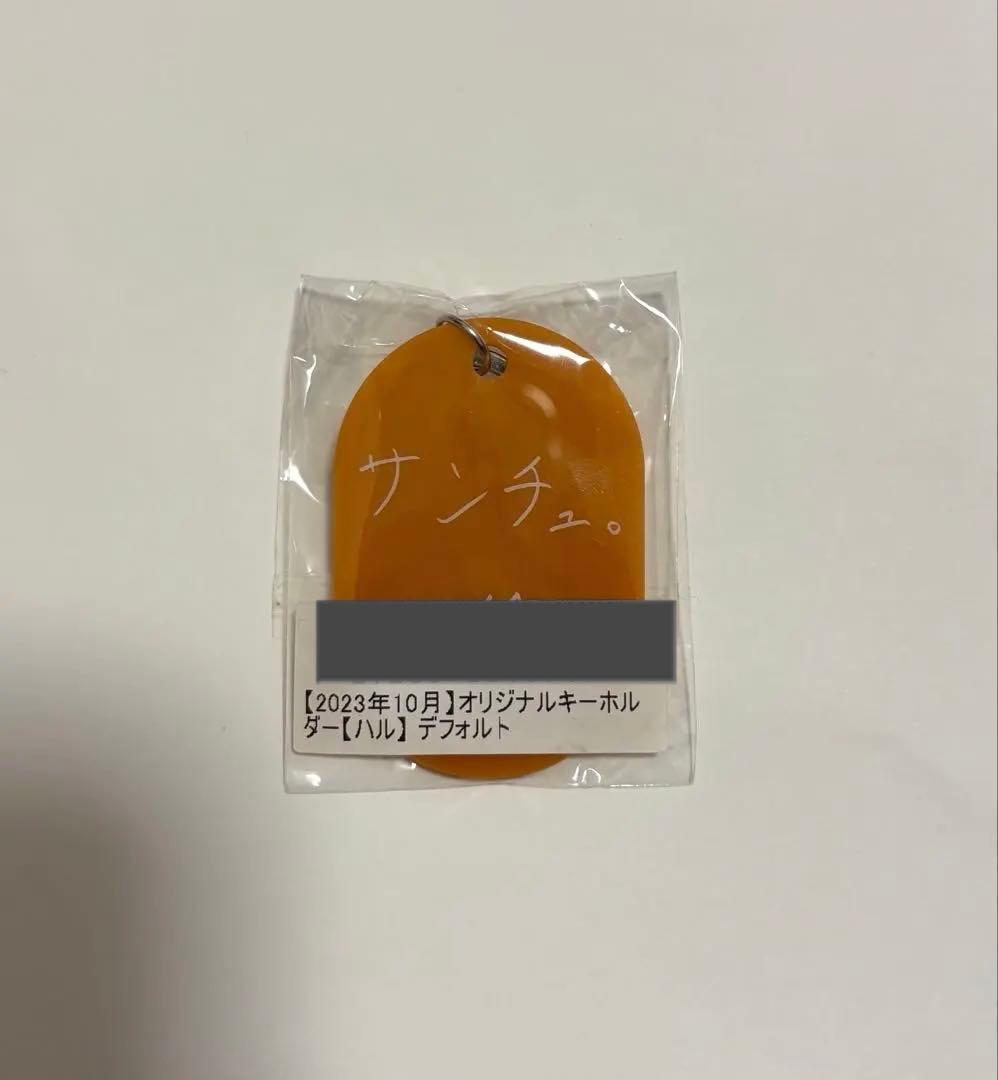 サンチュ。
【2023年10月】オリジナルキーホル
ダー【ハル】 デフォルト